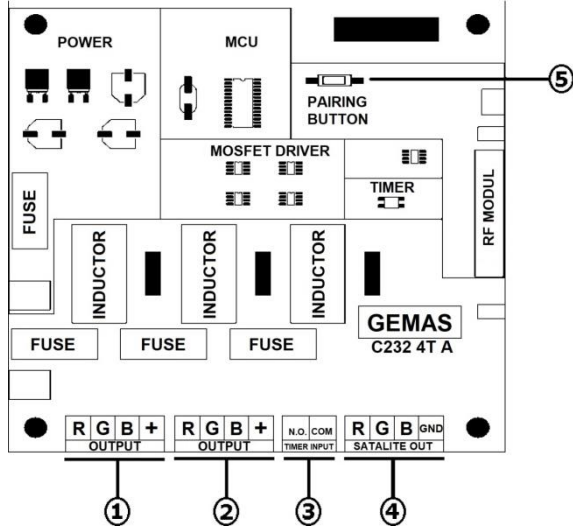 POWER
MCU
PAIRING
BUTTON
5
MOSFET DRIVER
TIMER
FUSE
RF MODUL
INDUCTOR
INDUCTOR
INDUCTOR
GEMAS
C232 4T A
FUSE
FUSE
FUSE
R G B +
OUTPUT
R G B +
OUTPUT
N.O. COM
TIMER INPUT
R G B GND
SATALITE OUT
1
2
3
4